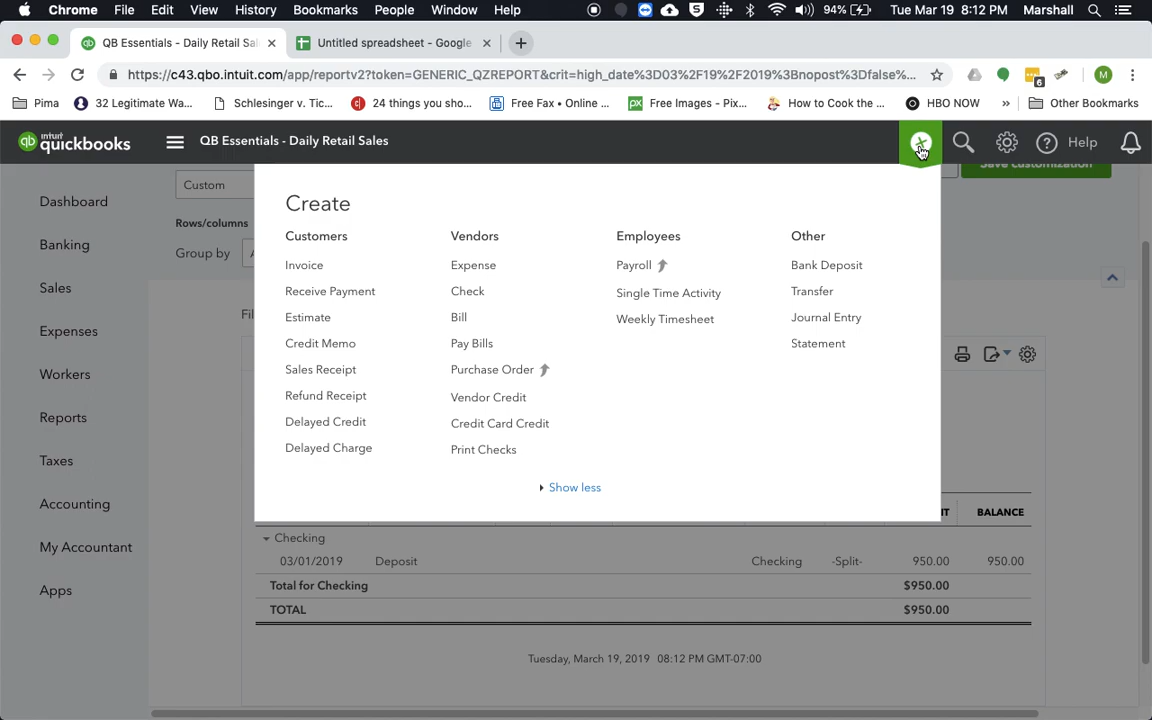 Chrome File Edit View History Bookmarks People Window Help 94% Tue Mar 19 8:12 PM Marshall
QB Essentials - Daily Retail Sal Untitled spreadsheet - Google
https://c43.qbo.intuit.com/app/reportv2?token=GENERIC_QZREPORT&crit=high_date%3D03%2F19%2F2019%3Bnopost%3Dfalse%... 6 M
Pima 32 Legitimate Wa... Schlesinger v. Tic... 24 things you sho... Free Fax • Online ... px Free Images - Pix... How to Cook the ... HBO NOW » Other Bookmarks
qb intuit quickbooks QB Essentials - Daily Retail Sales Help
Save customization
Custom
Rows/columns
Group by
Dashboard
Banking
Sales
Expenses
Workers
Reports
Taxes
Accounting
My Accountant
Apps
Create
Customers
Invoice
Receive Payment
Estimate
Credit Memo
Sales Receipt
Refund Receipt
Delayed Credit
Delayed Charge
Vendors
Expense
Check
Bill
Pay Bills
Purchase Order
Vendor Credit
Credit Card Credit
Print Checks
Employees
Payroll
Single Time Activity
Weekly Timesheet
Other
Bank Deposit
Transfer
Journal Entry
Statement
Show less
BALANCE
Checking
03/01/2019 Deposit Checking -Split- 950.00 950.00
Total for Checking $950.00
TOTAL $950.00
Tuesday, March 19, 2019 08:12 PM GMT-07:00